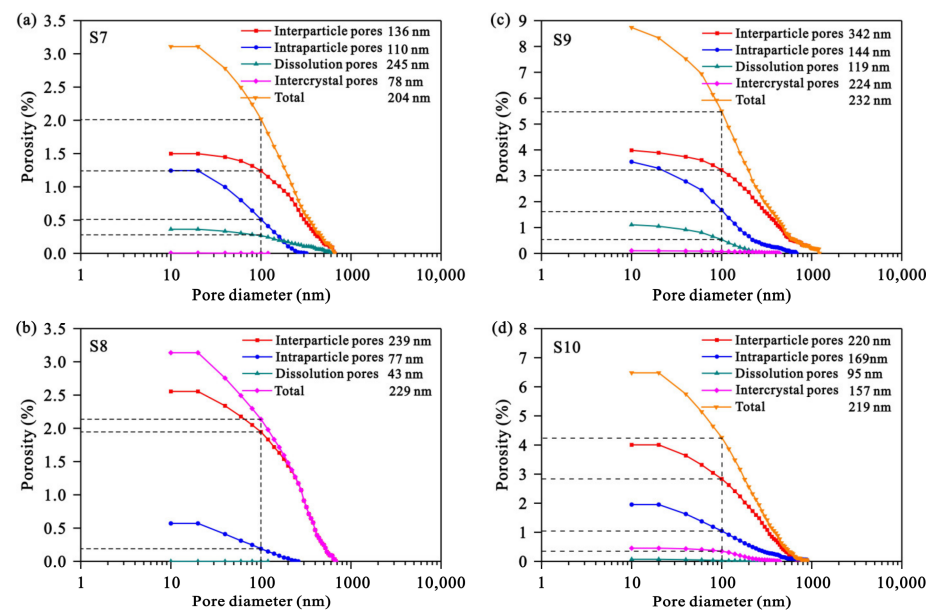 (a)
S7
Interparticle pores 136 nm
Intraparticle pores 110 nm
Dissolution pores 245 nm
Intercrystal pores 78 nm
Total 204 nm
3.5
3.0
2.5
2.0
1.5
1.0
0.5
0.0
Porosity (%)
1 10 100 1000 10,000
Pore diameter (nm)
(c)
S9
Interparticle pores 342 nm
Intraparticle pores 144 nm
Dissolution pores 119 nm
Intercrystal pores 224 nm
Total 232 nm
9
8
7
6
5
4
3
2
1
0
Porosity (%)
1 10 100 1000 10,000
Pore diameter (nm)
(b)
S8
Interparticle pores 239 nm
Intraparticle pores 77 nm
Dissolution pores 43 nm
Total 229 nm
3.5
3.0
2.5
2.0
1.5
1.0
0.5
0.0
Porosity (%)
1 10 100 1000 10,000
Pore diameter (nm)
(d)
S10
Interparticle pores 220 nm
Intraparticle pores 169nm
Dissolution pores 95 nm
Intercrystal pores 157 nm
Total 219 nm
8
7
6
5
4
3
2
1
0
Porosity (%)
1 10 100 1000 10,000
Pore diameter (nm)